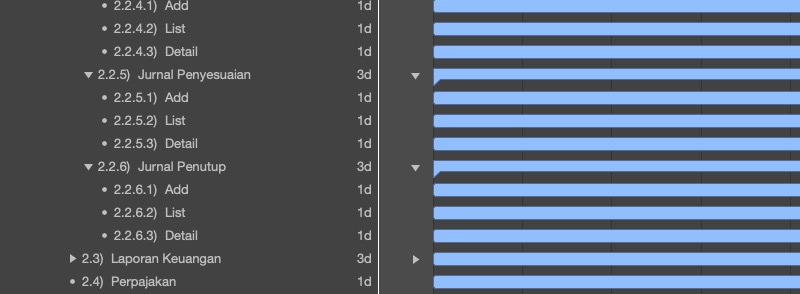 2.2.4.1) Add 1d
2.2.4.2) List 1d
2.2.4.3) Detail 1d
2.2.5) Jurnal Penyesuaian 3d
2.2.5.1) Add 1d
2.2.5.2) List 1d
2.2.5.3) Detail 1d
2.2.6) Jurnal Penutup 3d
2.2.6.1) Add 1d
2.2.6.2) List 1d
2.2.6.3) Detail 1d
2.3) Laporan Keuangan 3d
2.4) Perpajakan 1d